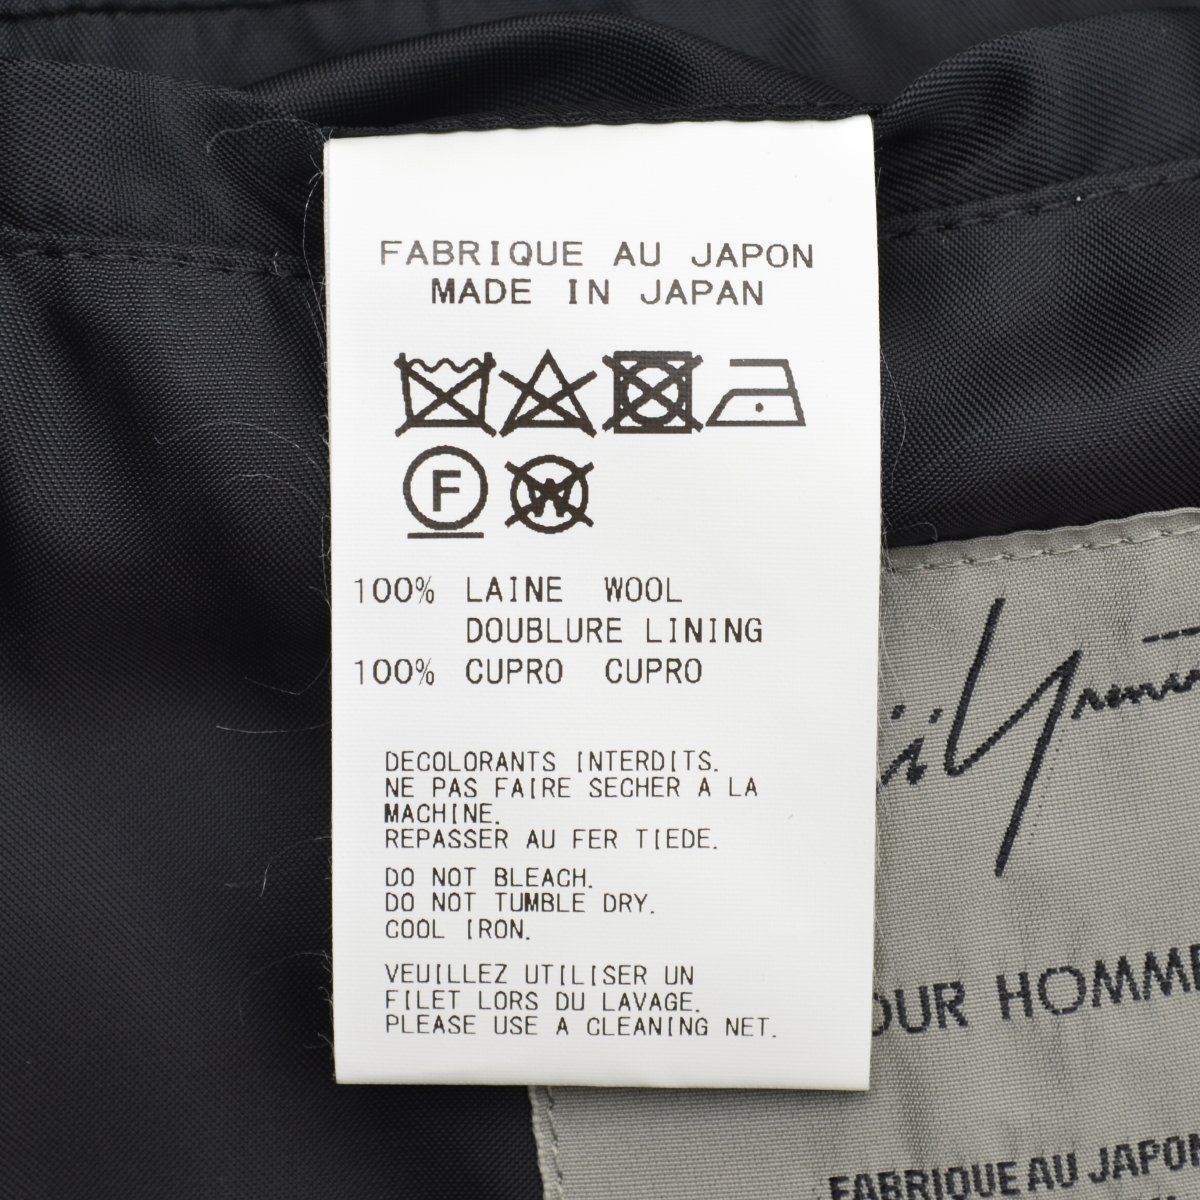 FABRIQUE AU JAPON
MADE IN JAPAN
F
W
100% LAINE WOOL
DOUBLURE LINING
100% CUPRO CUPRO
DECOLORANTS INTERDITS.
NE PAS FAIRE SECHER A LA
MACHINE.
REPASSER AU FER TIEDE.
DO NOT BLEACH.
DO NOT TUMBLE DRY.
COOL IRON.
VEUILLEZ UTILISER UN
FILET LORS DU LAVAGE.
PLEASE USE A CLEANING NET.
OUR HOMME
FABRIQUE AU JAPON